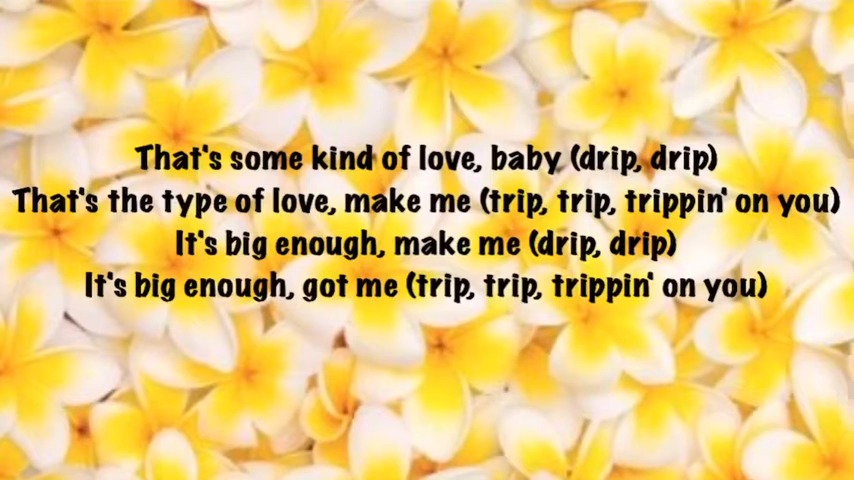 That's some kind of love, baby (drip, drip)
That's the type of love, make me (trip, trip, trippin' on you)
It's big enough, make me (drip, drip)
It's big enough, got me (trip, trip, trippin' on you)